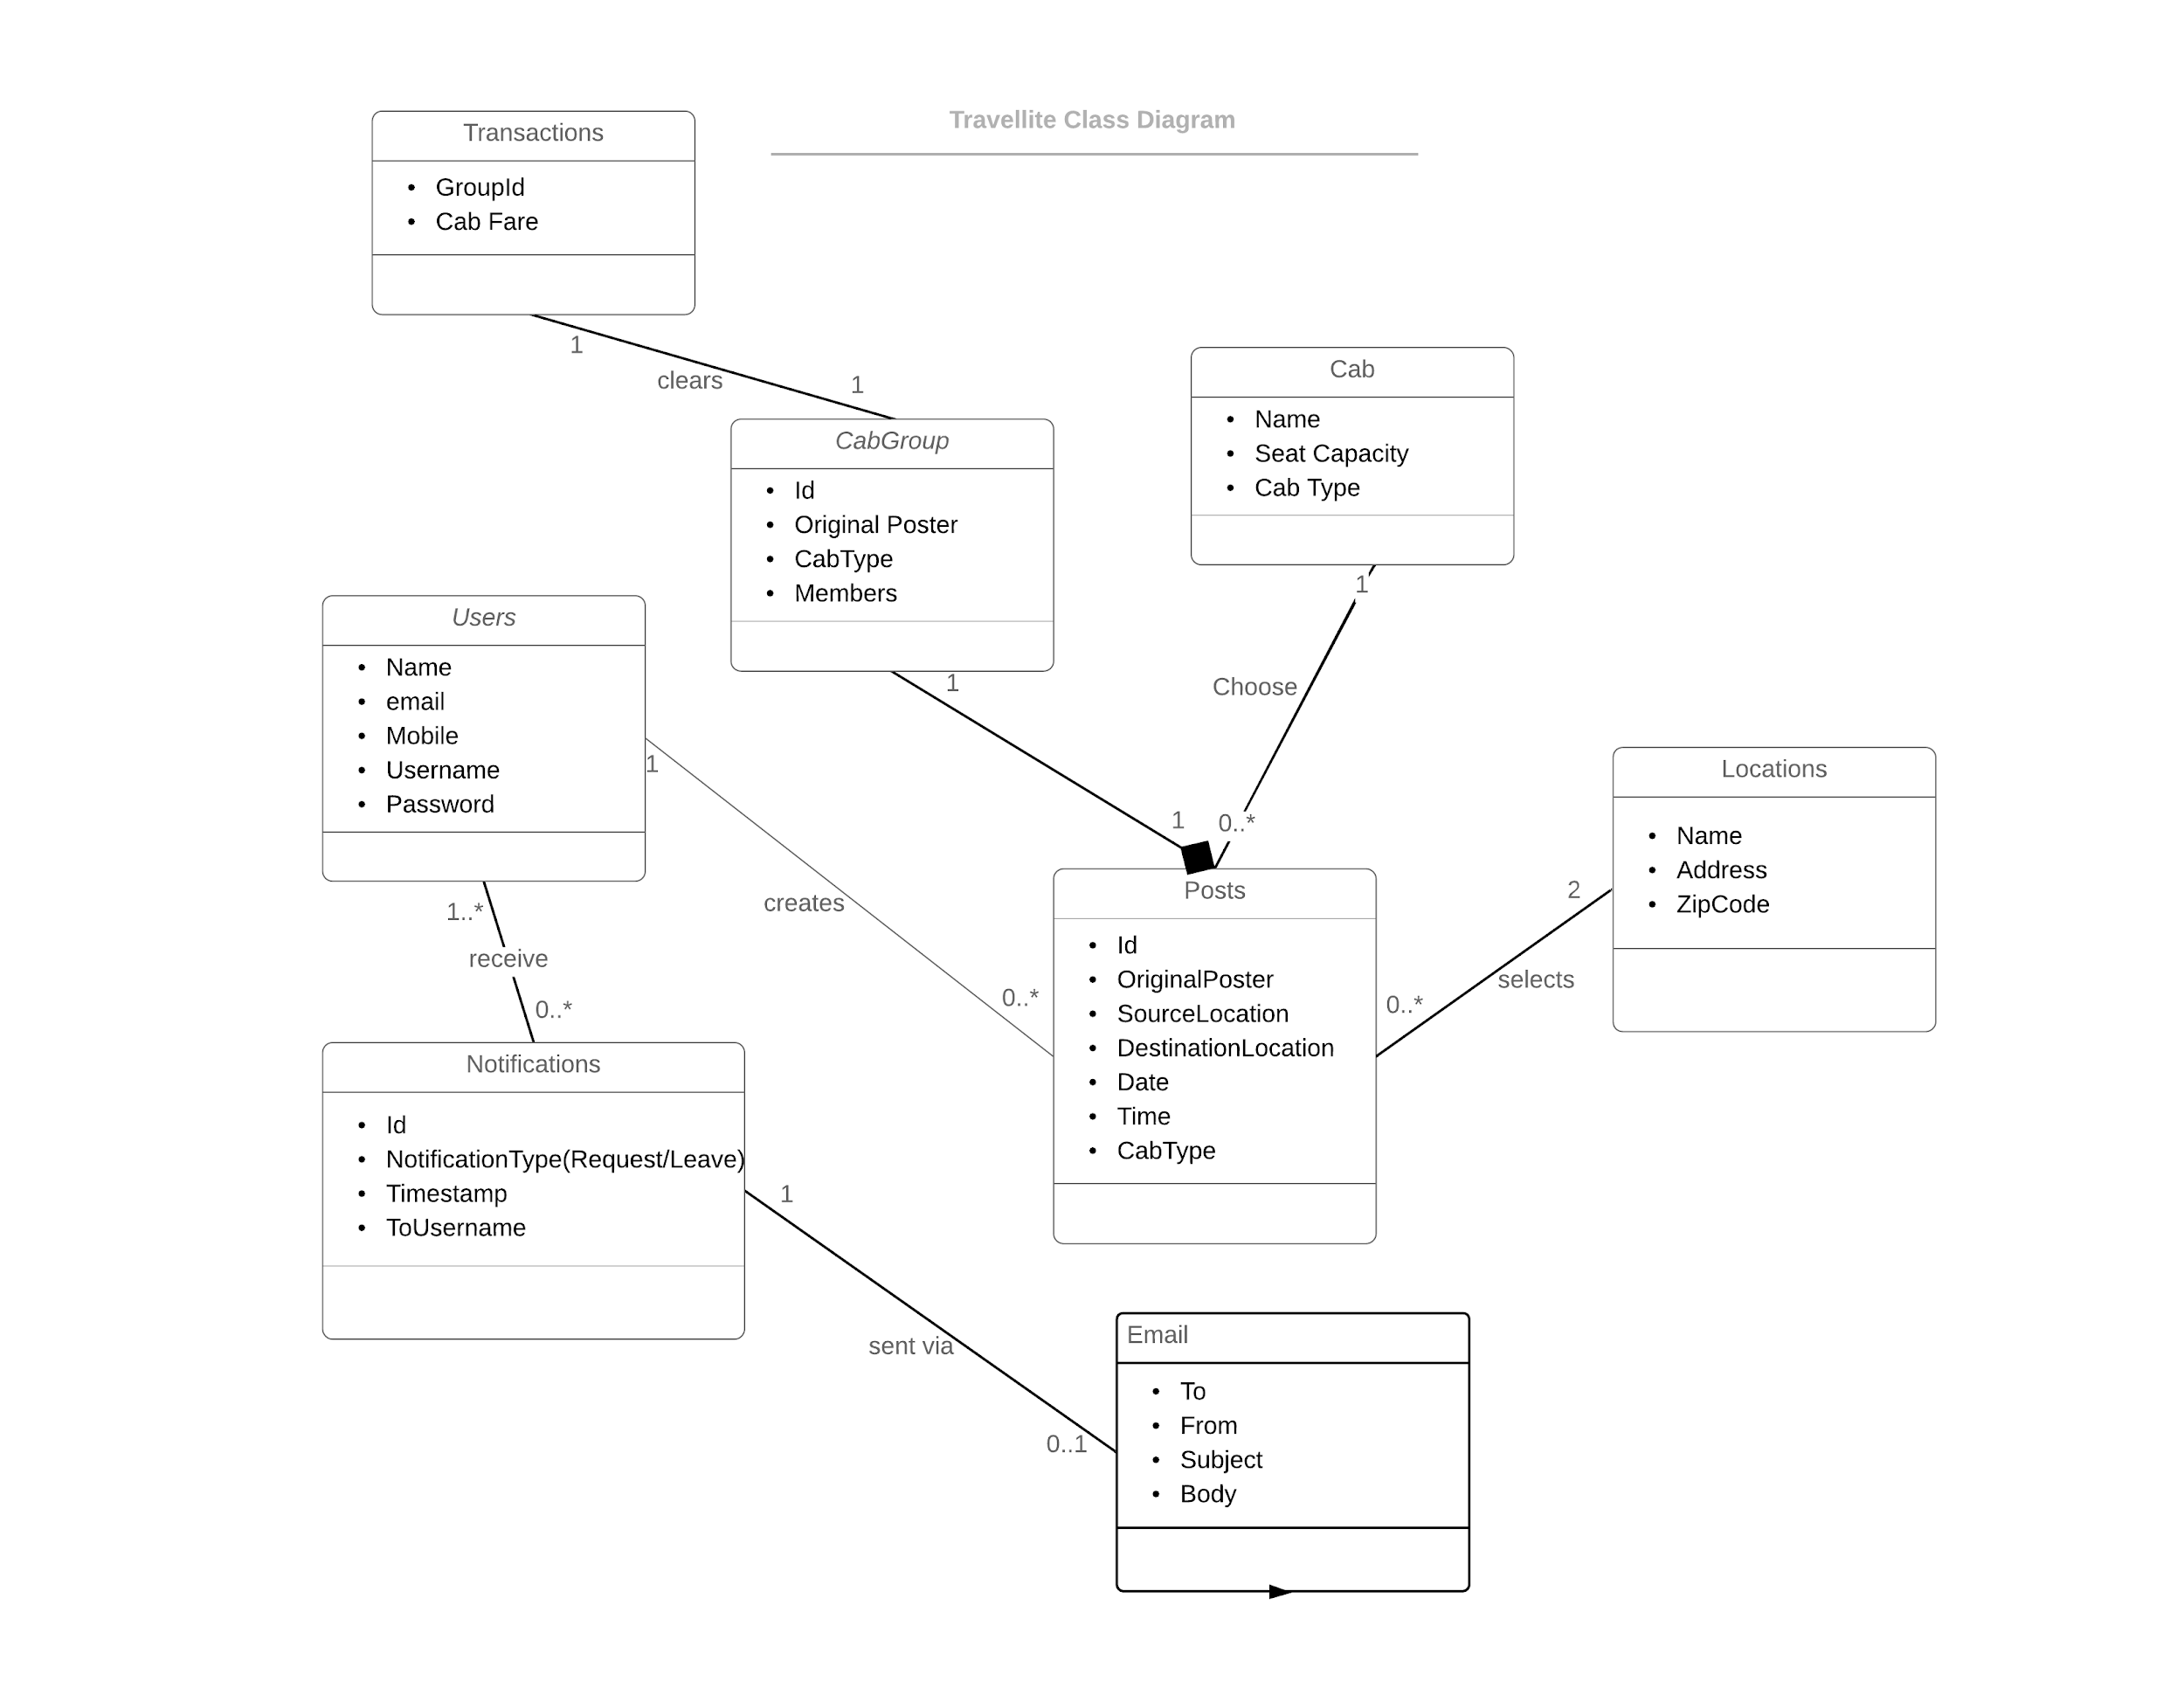 Travellite Class Diagram
Transactions
• GroupId
• Cab Fare
1
clears
1
CabGroup
• Id
• Original Poster
• CabType
• Members
1
1
Cab
• Name
• Seat Capacity
• Cab Type
1
Choose
0..*
Users
• Name
• email
• Mobile
• Username
• Password
1
creates
0..*
1..*
receive
0..*
Locations
• Name
• Address
• ZipCode
2
selects
0..*
Posts
• Id
• OriginalPoster
• SourceLocation
• DestinationLocation
• Date
• Time
• CabType
Notifications
• Id
• NotificationType(Request/Leave)
• Timestamp
• ToUsername
1
sent via
0..1
Email
• To
• From
• Subject
• Body